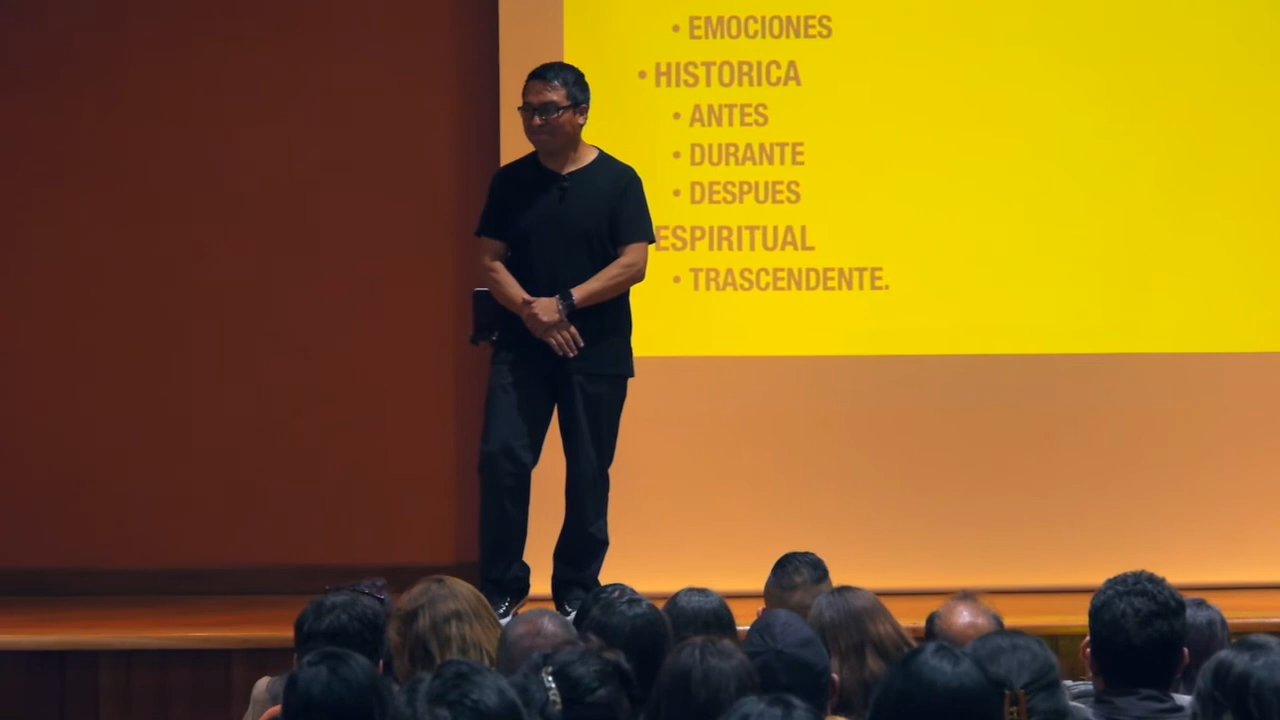 • EMOCIONES
• HISTORICA
• ANTES
• DURANTE
• DESPUES
ESPIRITUAL
• TRASCENDENTE.